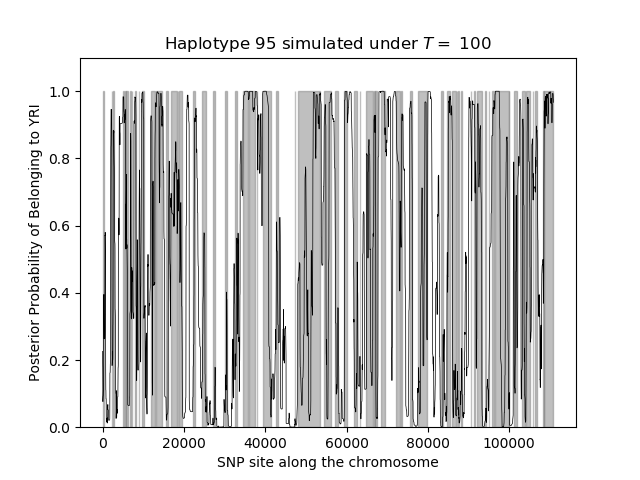 Haplotype 95 simulated under T = 100
Posterior Probability of Belonging to YRI
1.0
0.8
0.6
0.4
0.2
0.0
0 20000 40000 60000 80000 100000
SNP site along the chromosome